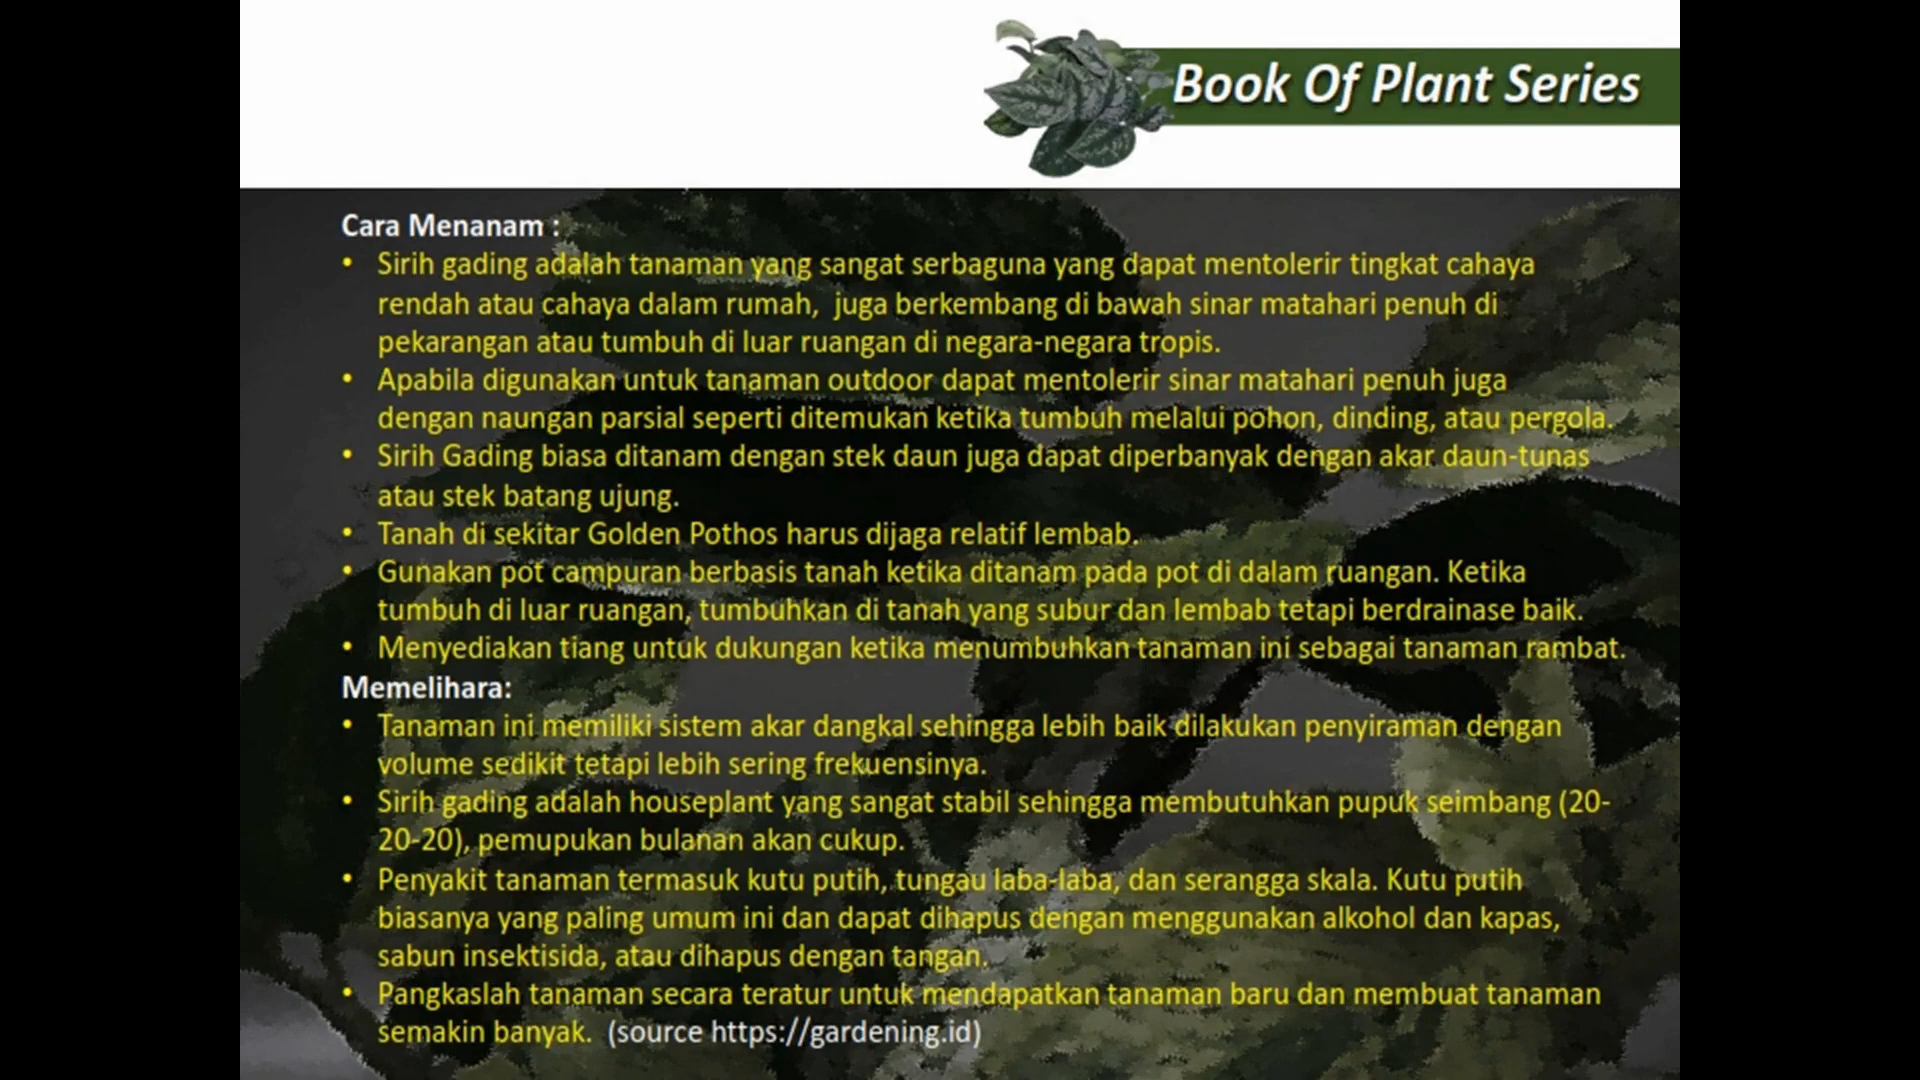 Book Of Plant Series
Cara Menanam :
• Sirih gading adalah tanaman yang sangat serbaguna yang dapat mentolerir tingkat cahaya
rendah atau cahaya dalam rumah, juga berkembang di bawah sinar matahari penuh di
pekarangan atau tumbuh di luar ruangan di negara-negara tropis.
• Apabila digunakan untuk tanaman outdoor dapat mentolerir sinar matahari penuh juga
dengan naungan parsial seperti ditemukan ketika tumbuh melalui pohon, dinding, atau pergola.
• Sirih Gading biasa ditanam dengan stek daun juga dapat diperbanyak dengan akar daun-tunas
atau stek batang ujung.
• Tanah di sekitar Golden Pothos harus dijaga relatif lembab.
• Gunakan pot campuran berbasis tanah ketika ditanam pada pot di dalam ruangan. Ketika
tumbuh di luar ruangan, tumbuhkan di tanah yang subur dan lembab tetapi berdrainase baik.
• Menyediakan tiang untuk dukungan ketika menumbuhkan tanaman ini sebagai tanaman rambat.
Memelihara:
• Tanaman ini memiliki sistem akar dangkal sehingga lebih baik dilakukan penyiraman dengan
volume sedikit tetapi lebih sering frekuensinya.
• Sirih gading adalah houseplant yang sangat stabil sehingga membutuhkan pupuk seimbang (20-
20-20), pemupukan bulanan akan cukup.
• Penyakit tanaman termasuk kutu putih, tungau laba-laba, dan serangga skala. Kutu putih
biasanya yang paling umum ini dan dapat dihapus dengan menggunakan alkohol dan kapas,
sabun insektisida, atau dihapus dengan tangan.
• Pangkaslah tanaman secara teratur untuk mendapatkan tanaman baru dan membuat tanaman
semakin banyak. (source https://gardening.id)